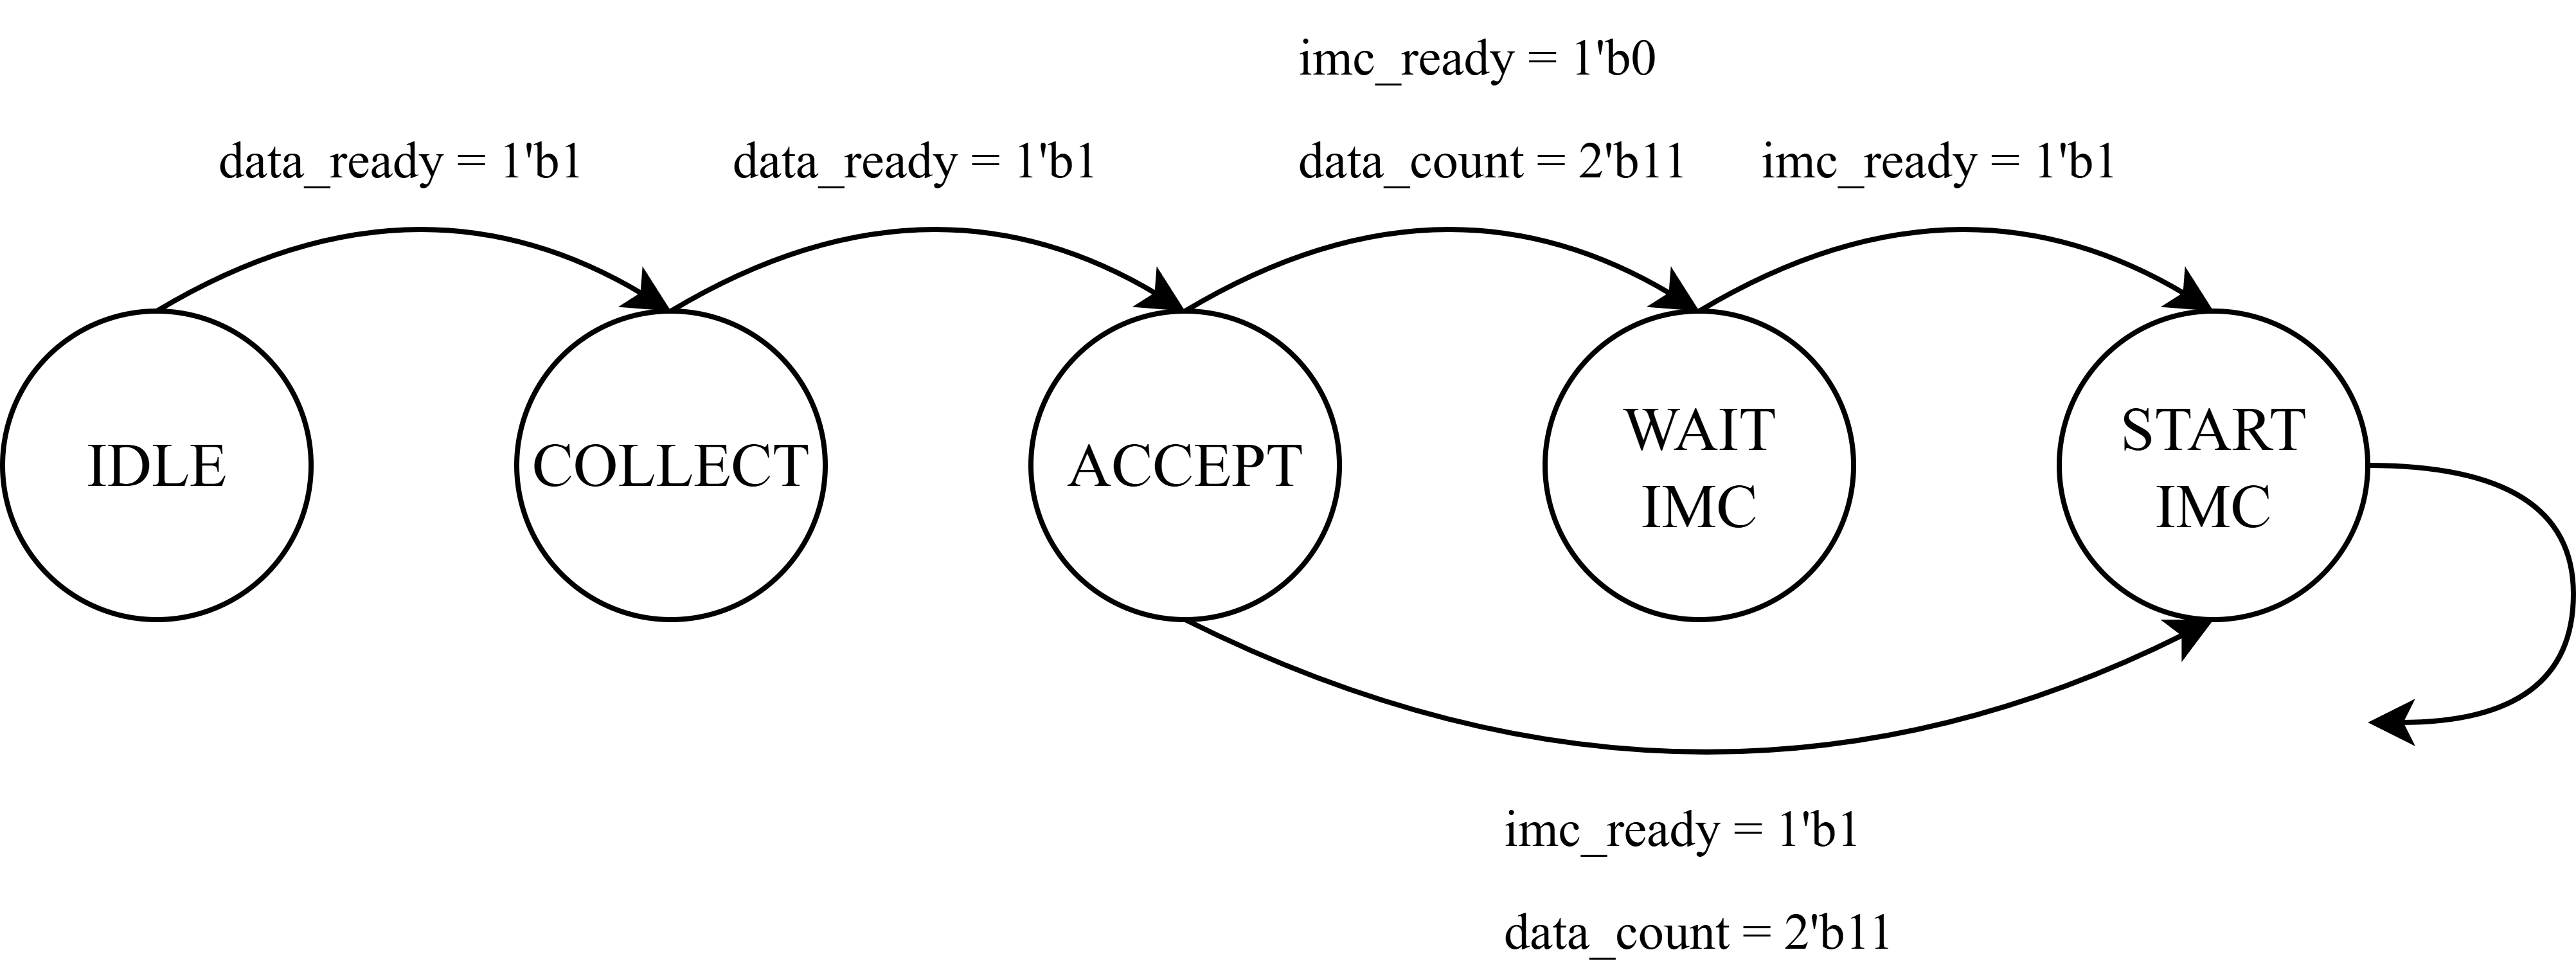 imc_ready = 1'b0
data_ready = 1'b1
data_ready = 1'b1
data_count = 2'b11
imc_ready = 1'b1
IDLE
COLLECT
ACCEPT
WAIT
IMC
START
IMC
imc_ready = 1'b1
data_count = 2'b11